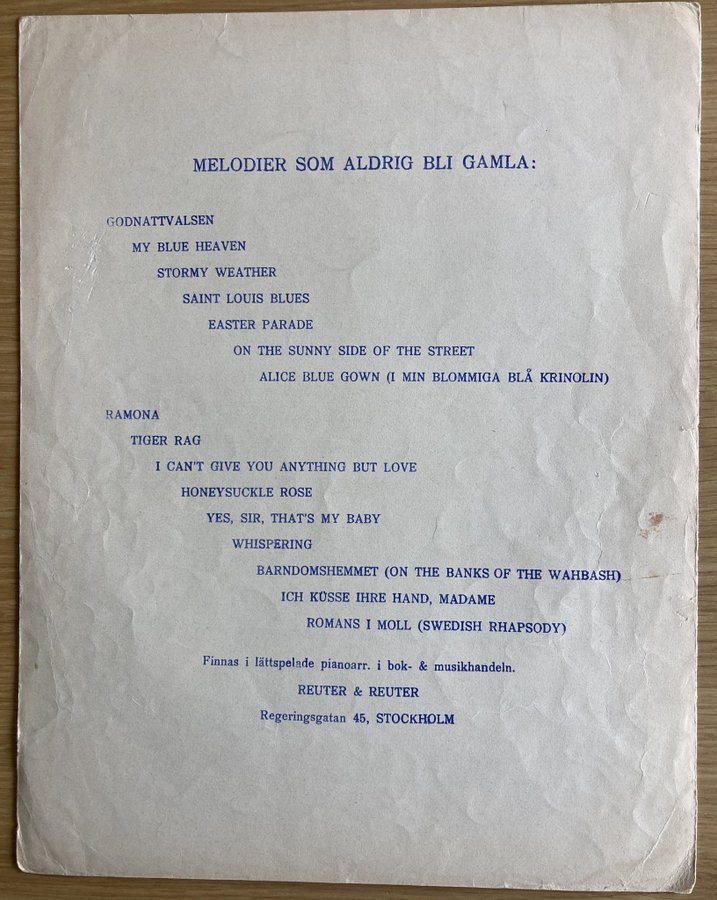 MELODIER SOM ALDRIG BLI GAMLA:
GODNATTVALSEN
MY BLUE HEAVEN
STORMY WEATHER
SAINT LOUIS BLUES
EASTER PARADE
ON THE SUNNY SIDE OF THE STREET
ALICE BLUE GOWN (I MIN BLOMMIGA BLÅ KRINOLIN)
RAMONA
TIGER RAG
I CAN'T GIVE YOU ANYTHING BUT LOVE
HONEYSUCKLE ROSE
YES, SIR, THAT'S MY BABY
WHISPERING
BARNDOMSHEMMET (ON THE BANKS OF THE WAHBASH)
ICH KÜSSE IHRE HAND, MADAME
ROMANS I MOLL (SWEDISH RHAPSODY)
Finnas i lättspelade pianoarr. i bok- & musikhandeln.
REUTER & REUTER
Regeringsgatan 45, STOCKHOLM